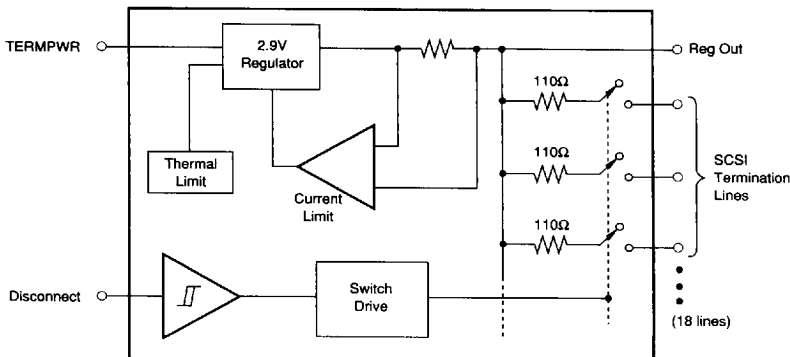 TERMPWR
2.9V
Regulator
Reg Out
110Ω
Thermal
Limit
Current
Limit
110Ω
SCSI
Termination
Lines
110Ω
Disconnect
Switch
Drive
(18 lines)